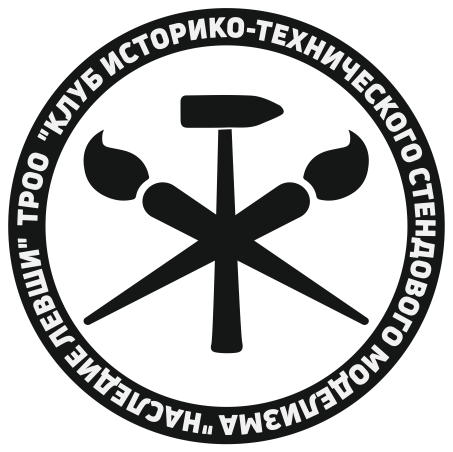 ТРОО "КЛУБ ИСТОРИКО-ТЕХНИЧЕСКОГО СТЕНДОВОГО МОДЕЛИЗМА "НАСЛЕДИЕ ЛЕВШИ"